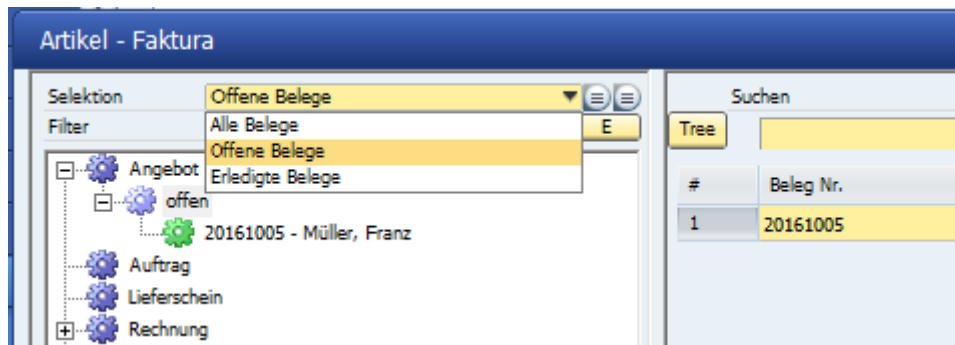 Artikel - Faktura
Selektion Offene Belege
Filter E
Alle Belege
Offene Belege
Erledigte Belege
Angebot
offen
20161005 - Müller, Franz
Auftrag
Lieferschein
Rechnung
Suchen
Tree
# Beleg Nr.
1 20161005